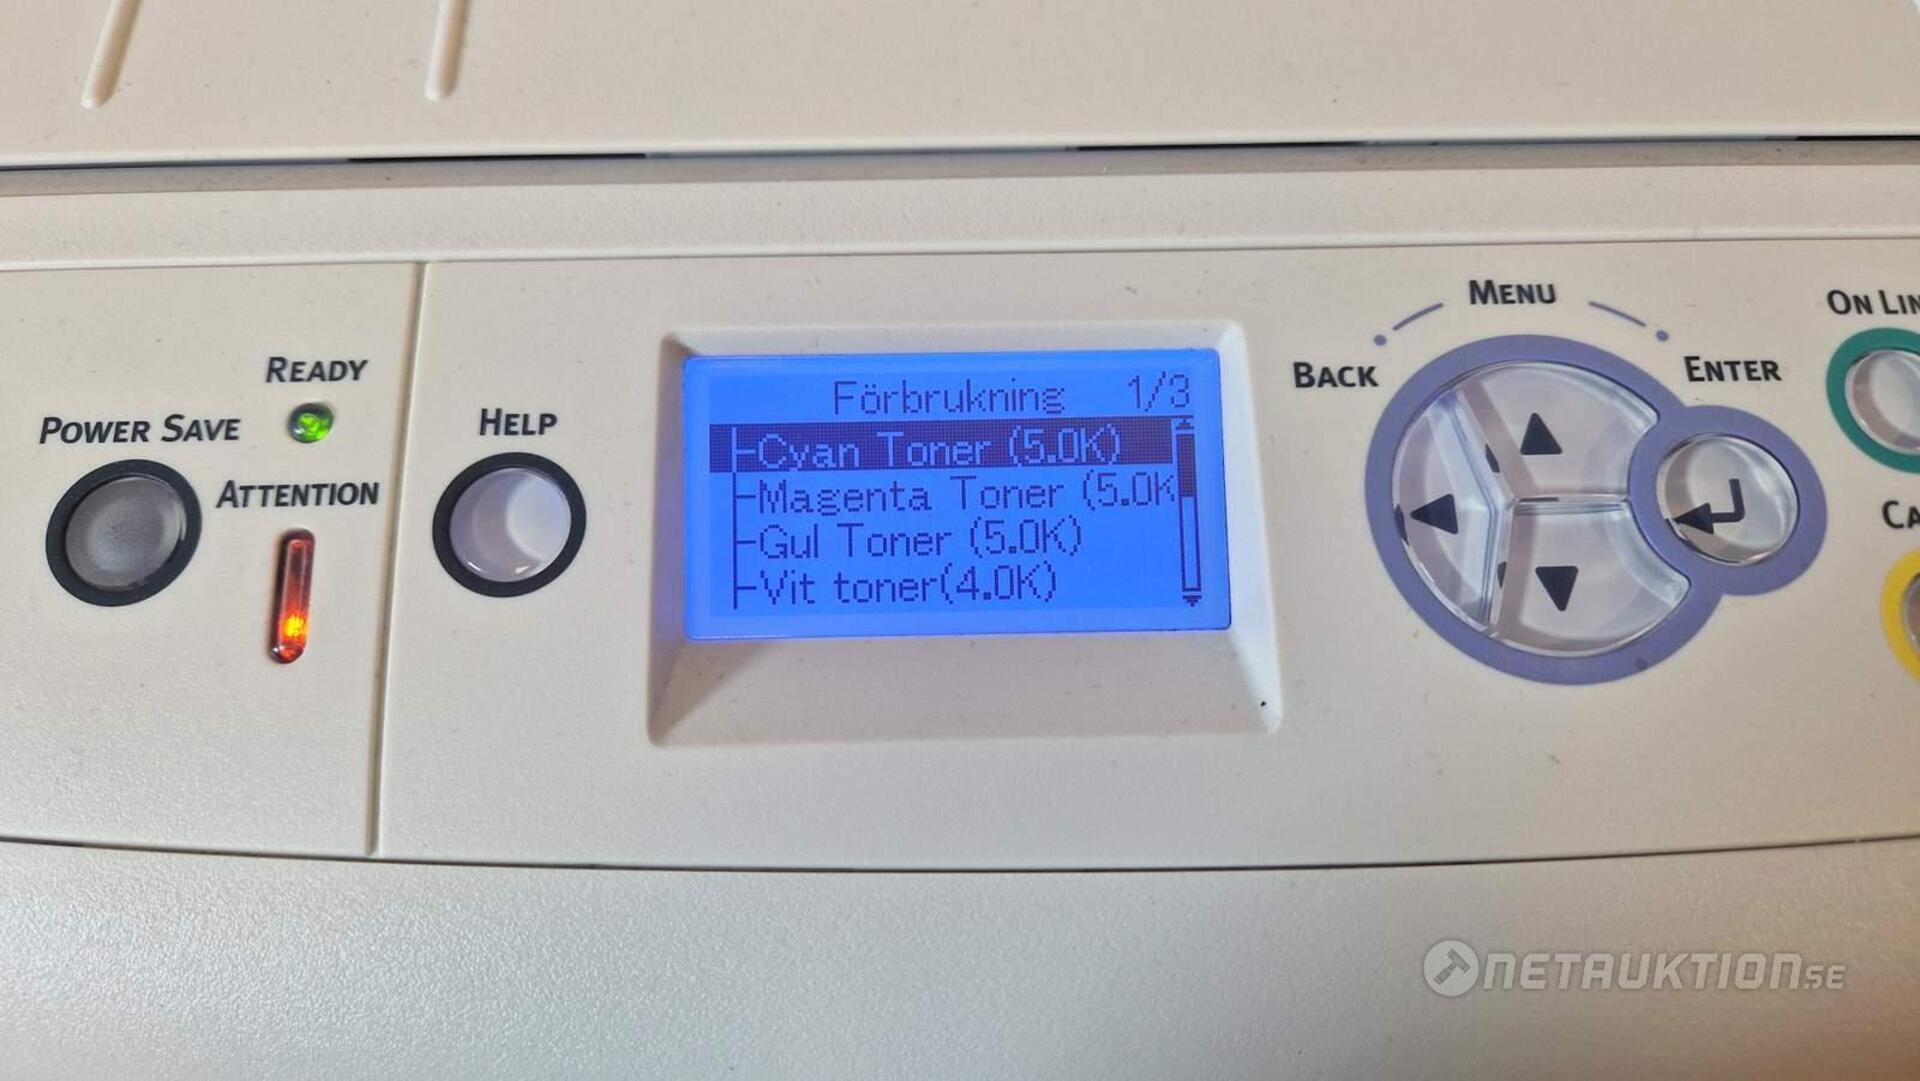 POWER SAVE
READY
ATTENTION
HELP
Förbrukning 1/3
Cyan Toner (5.0K)
Magenta Toner (5.0K
Gul Toner (5.0K)
Vit toner(4.0K)
MENU
BACK
ENTER
ON LIN
CA
NETAUKTION.SE